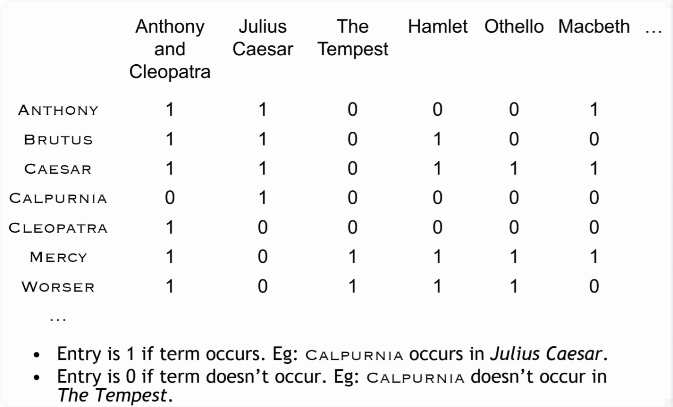 Anthony and Cleopatra Julius Caesar The Tempest Hamlet Othello Macbeth …
ANTHONY 1 1 0 0 0 1
BRUTUS 1 1 0 1 0 0
CAESAR 1 1 0 1 1 1
CALPURNIA 0 1 0 0 0 0
CLEOPATRA 1 0 0 0 0 0
MERCY 1 0 1 1 1 1
WORSER 1 0 1 1 1 0
…
• Entry is 1 if term occurs. Eg: CALPURNIA occurs in Julius Caesar.
• Entry is 0 if term doesn’t occur. Eg: CALPURNIA doesn’t occur in
The Tempest.